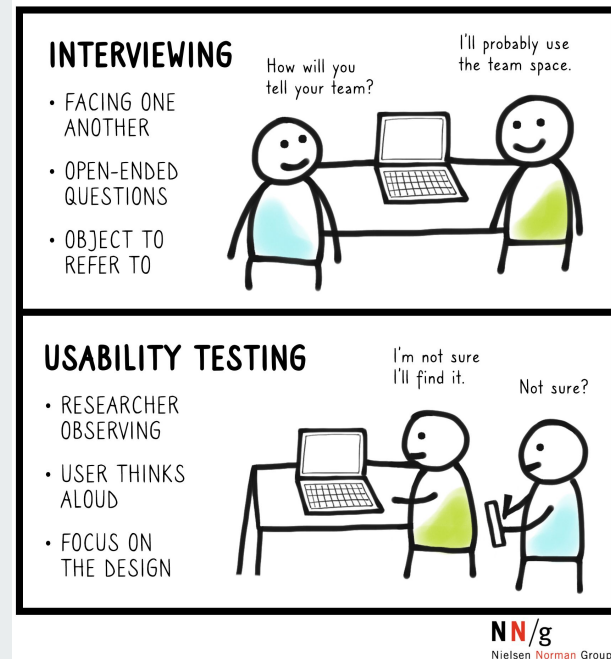 INTERVIEWING
• FACING ONE
ANOTHER
• OPEN-ENDED
QUESTIONS
• OBJECT TO
REFER TO
How will you
tell your team?
I'll probably use
the team space.
USABILITY TESTING
• RESEARCHER
OBSERVING
• USER THINKS
ALOUD
• FOCUS ON
THE DESIGN
I'm not sure
I'll find it.
Not sure?
NN/g
Nielsen Norman Group